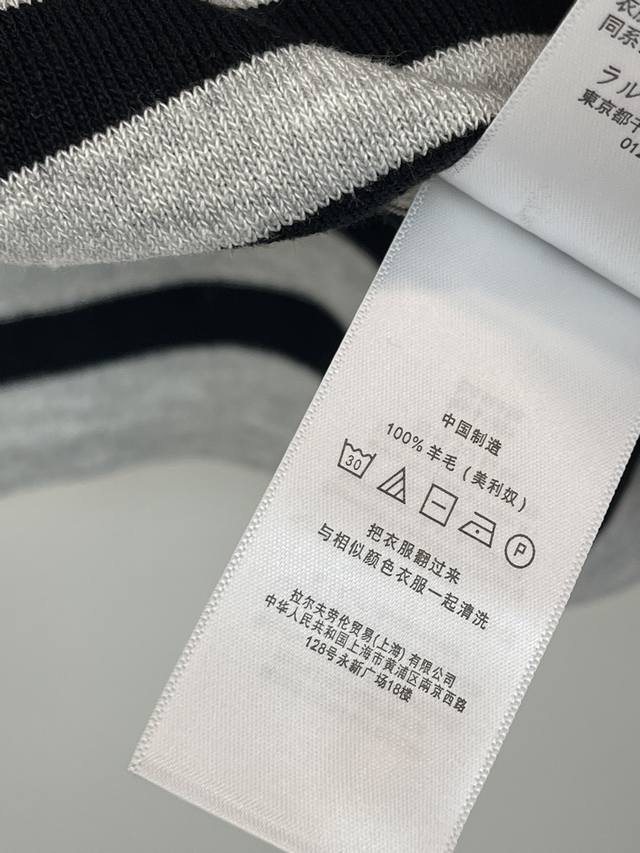 同系
ラル
東京都千
012
中国制造
100% 羊毛 (美利奴)
30
P
把衣服翻过来
与相似颜色衣服一起清洗
拉尔夫劳伦贸易(上海) 有限公司
中华人民共和国上海市黄浦区南京西路
128号永新广场18楼